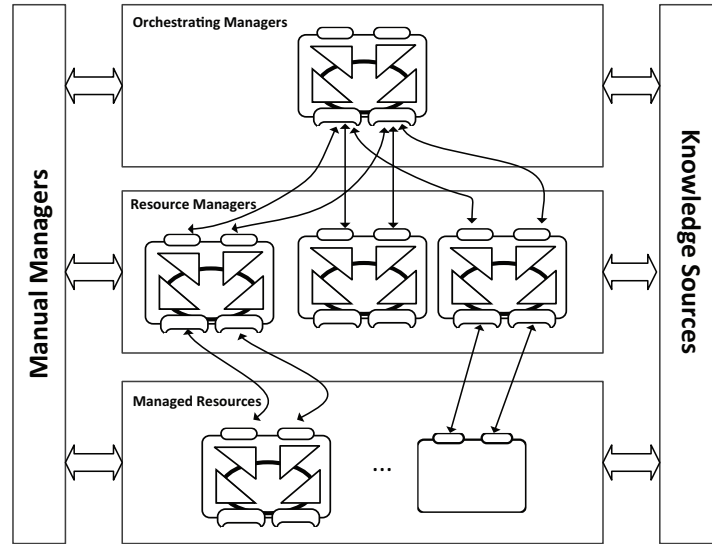 Orchestrating Managers
Manual Managers
Knowledge Sources
Resource Managers
Managed Resources
...